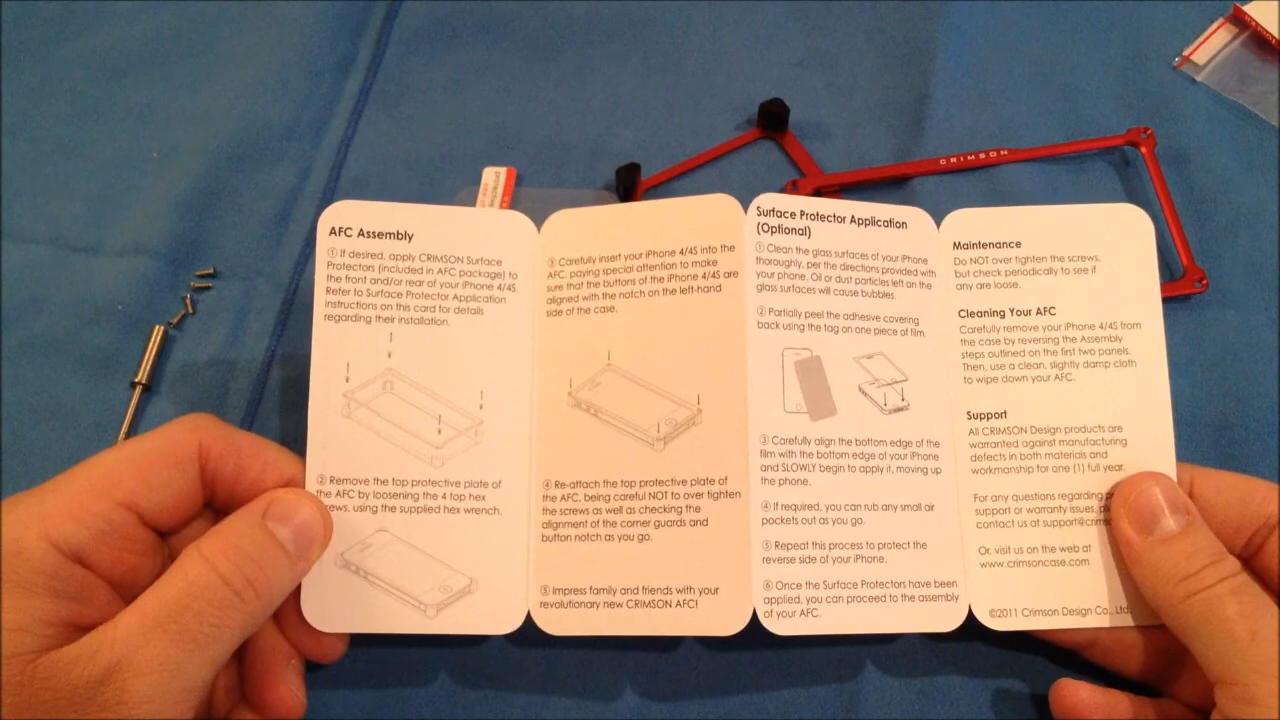 CRIMSON
AFC Assembly
① If desired, apply CRIMSON Surface
Protectors (included in AFC package) to
the front and/or rear of your iPhone 4/4S.
Refer to Surface Protector Application
instructions on this card for details
regarding their installation.
② Remove the top protective plate of
the AFC by loosening the 4 top hex
screws, using the supplied hex wrench.
③ Carefully insert your iPhone 4/4S into the
AFC, paying special attention to make
sure that the buttons of the iPhone 4/4S are
aligned with the notch on the left-hand
side of the case.
④ Re-attach the top protective plate of
the AFC, being careful NOT to over tighten
the screws as well as checking the
alignment of the corner guards and
button notch as you go.
⑤ Impress family and friends with your
revolutionary new CRIMSON AFC!
Surface Protector Application
(Optional)
① Clean the glass surfaces of your iPhone
thoroughly, per the directions provided with
your phone. Oil or dust particles left on the
glass surfaces will cause bubbles.
② Partially peel the adhesive covering
back using the tag on one piece of film.
③ Carefully align the bottom edge of the
film with the bottom edge of your iPhone
and SLOWLY begin to apply it, moving up
the phone.
④ If required, you can rub any small air
pockets out as you go.
⑤ Repeat this process to protect the
reverse side of your iPhone.
⑥ Once the Surface Protectors have been
applied, you can proceed to the assembly
of your AFC.
Maintenance
Do NOT over tighten the screws,
but check periodically to see if
any are loose.
Cleaning Your AFC
Carefully remove your iPhone 4/4S from
the case by reversing the Assembly
steps outlined on the first two panels.
Then, use a clean, slightly damp cloth
to wipe down your AFC.
Support
All CRIMSON Design products are
warranted against manufacturing
defects in both materials and
workmanship for one (1) full year.
For any questions regarding
support or warranty issues,
contact us at support@crims
Or, visit us on the web at
www.crimsoncase.com
©2011 Crimson Design Co., Ltd.